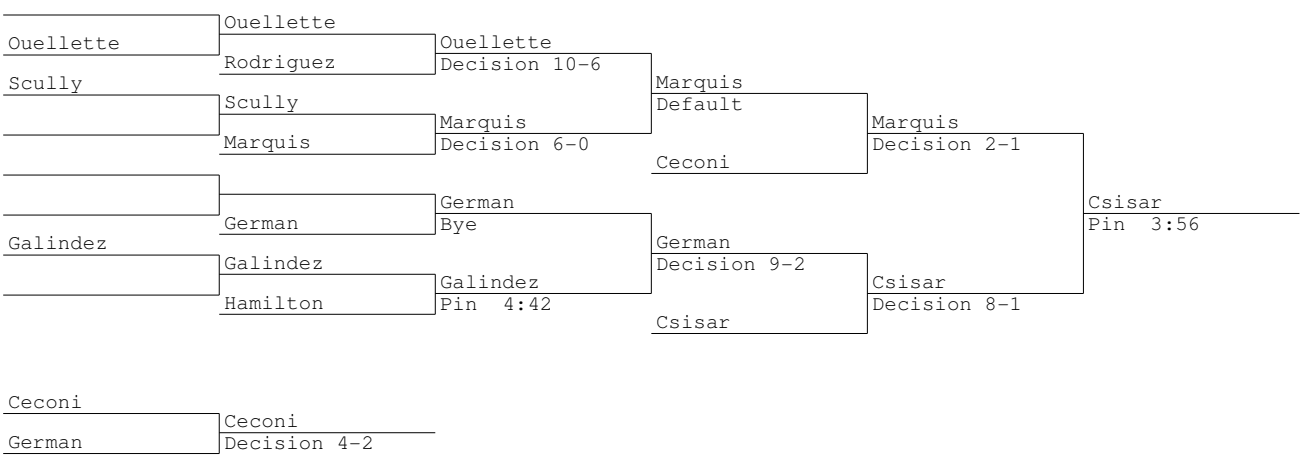 Ouellette
Ouellette
Ouellette
Rodriguez
Decision 10-6
Scully
Marquis
Scully
Default
Marquis
Marquis
Marquis
Decision 6-0
Decision 2-1
Ceconi
German
Csisar
German
Bye
Pin 3:56
Galindez
German
Galindez
Decision 9-2
Galindez
Csisar
Hamilton
Pin 4:42
Decision 8-1
Csisar
Ceconi
Ceconi
German
Decision 4-2